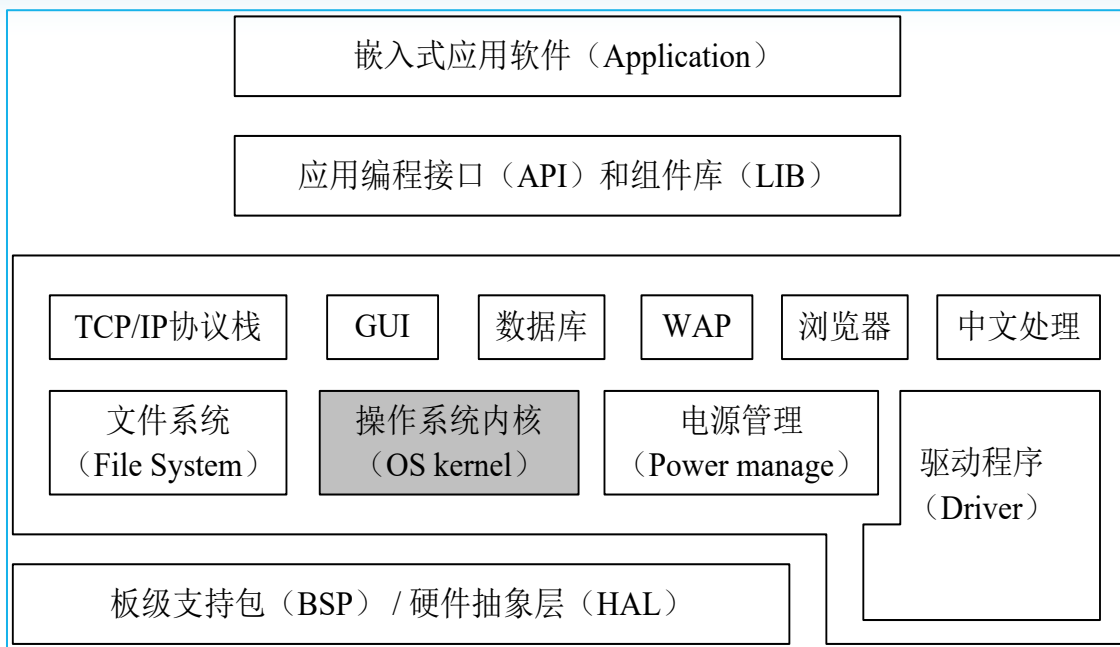 嵌入式应用软件（Application）
应用编程接口（API）和组件库（LIB）
TCP/IP协议栈
GUI
数据库
WAP
浏览器
中文处理
文件系统
（File System）
操作系统内核
（OS kernel）
电源管理
（Power manage）
驱动程序
（Driver）
板级支持包（BSP） / 硬件抽象层（HAL）